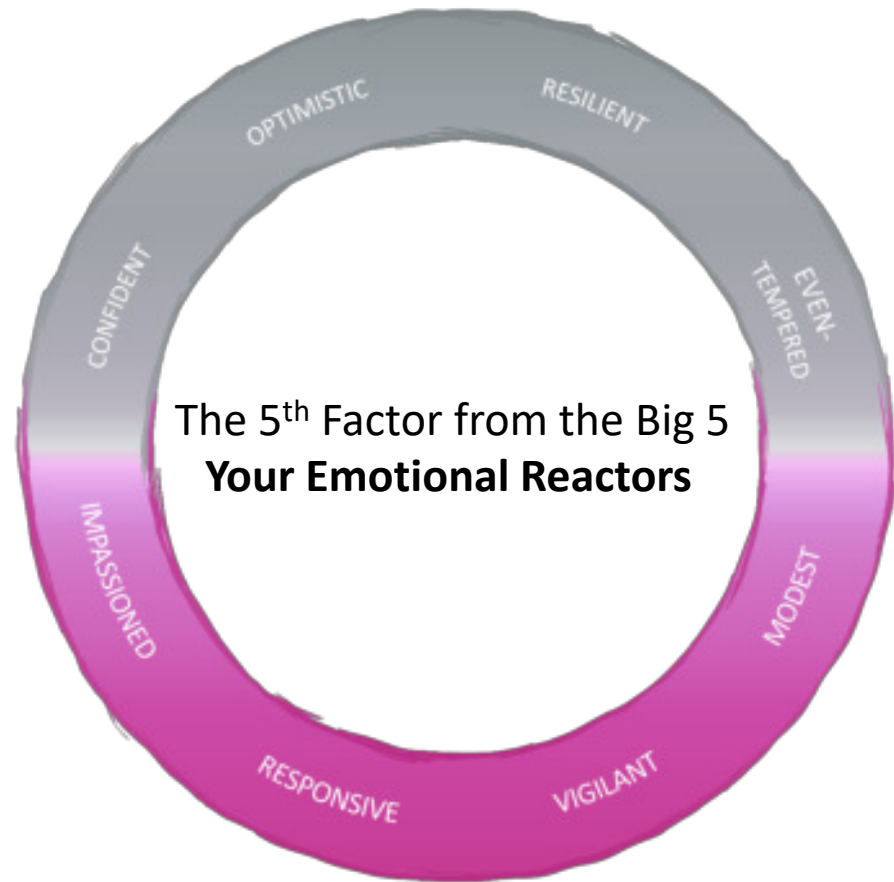 OPTIMISTIC
RESILIENT
CONFIDENT
EVEN-
TEMPERED
The 5th Factor from the Big 5
Your Emotional Reactors
IMPASSIONED
MODEST
RESPONSIVE
VIGILANT